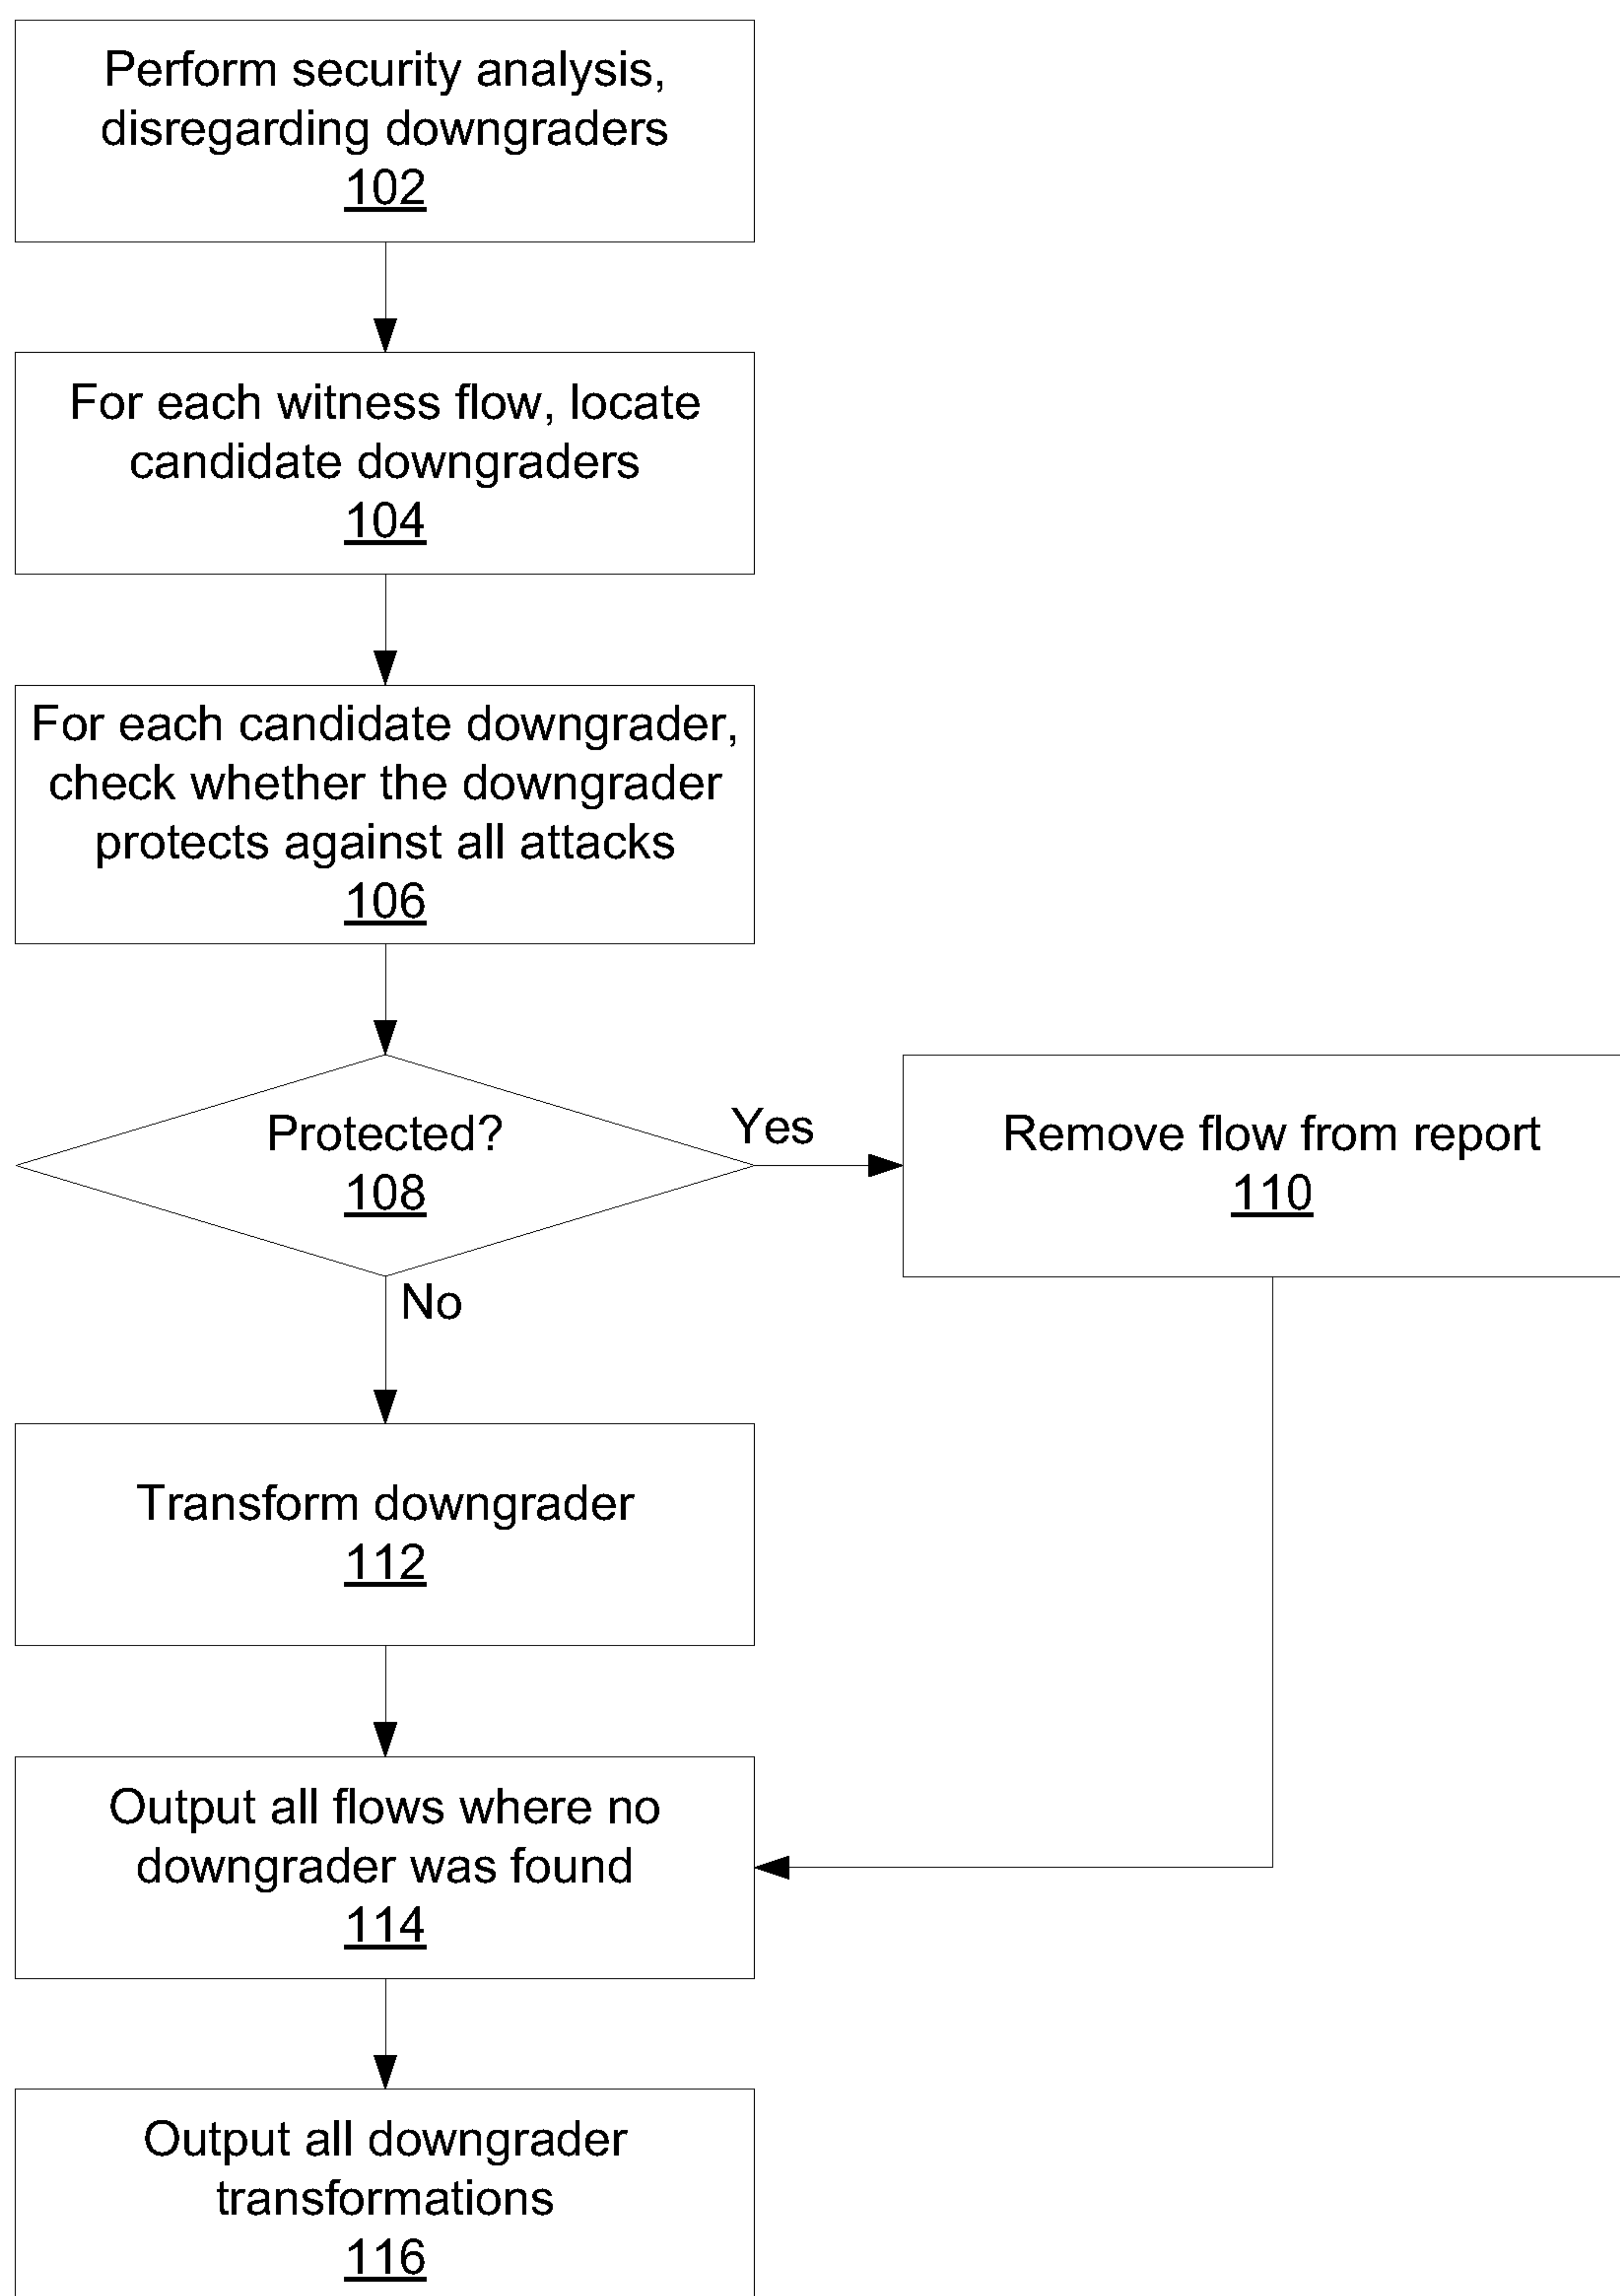 Perform security analysis,
disregarding downgraders
102
For each witness flow, locate
candidate downgraders
104
For each candidate downgrader,
check whether the downgrader
protects against all attacks
106
Protected?
108
Yes
Remove flow from report
110
No
Transform downgrader
112
Output all flows where no
downgrader was found
114
Output all downgrader
transformations
116